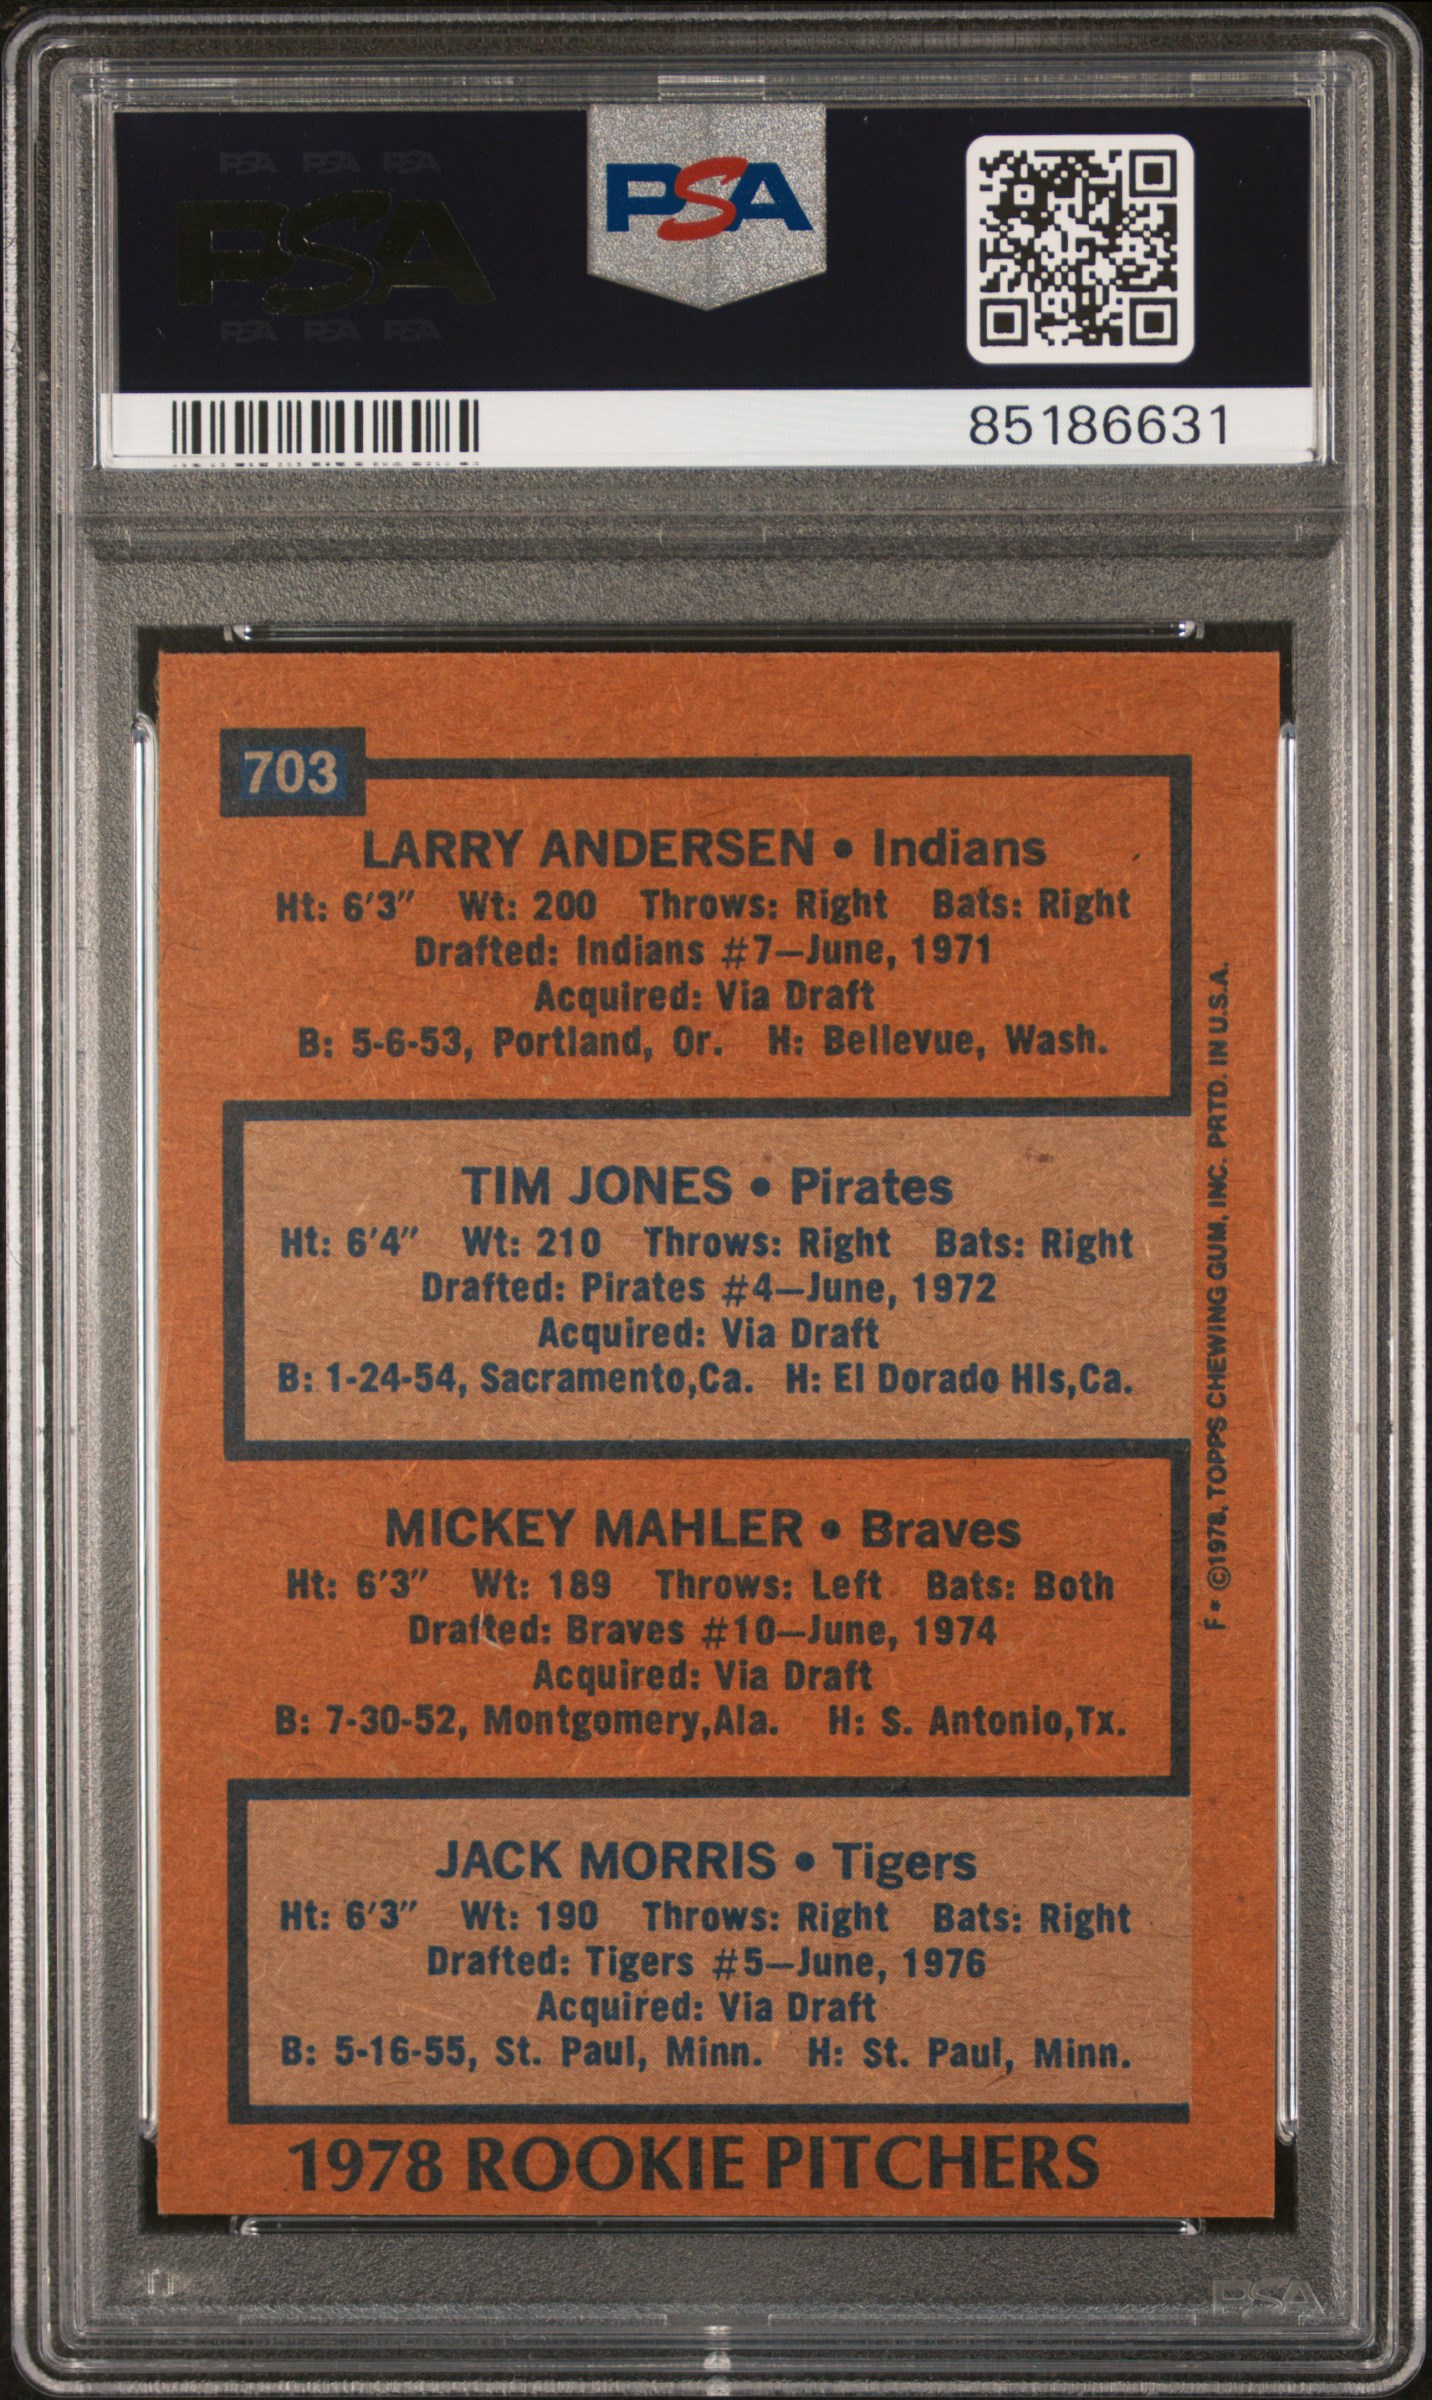 PSA PSA PSA
PSA
PSA PSA PSA
PSA
85186631
703
LARRY ANDERSEN • Indians
Ht: 6'3" Wt: 200 Throws: Right Bats: Right
Drafted: Indians #7—June, 1971
Acquired: Via Draft
B: 5-6-53, Portland, Or. H: Bellevue, Wash.
TIM JONES • Pirates
Ht: 6'4" Wt: 210 Throws: Right Bats: Right
Drafted: Pirates #4—June, 1972
Acquired: Via Draft
B: 1-24-54, Sacramento,Ca. H: El Dorado Hls,Ca.
MICKEY MAHLER • Braves
Ht: 6'3" Wt: 189 Throws: Left Bats: Both
Drafted: Braves #10—June, 1974
Acquired: Via Draft
B: 7-30-52, Montgomery,Ala. H: S. Antonio,Tx.
JACK MORRIS • Tigers
Ht: 6'3" Wt: 190 Throws: Right Bats: Right
Drafted: Tigers #5—June, 1976
Acquired: Via Draft
B: 5-16-55, St. Paul, Minn. H: St. Paul, Minn.
1978 ROOKIE PITCHERS
F* ©1978, TOPPS CHEWING GUM, INC. PRTD. IN U.S.A.
PSA